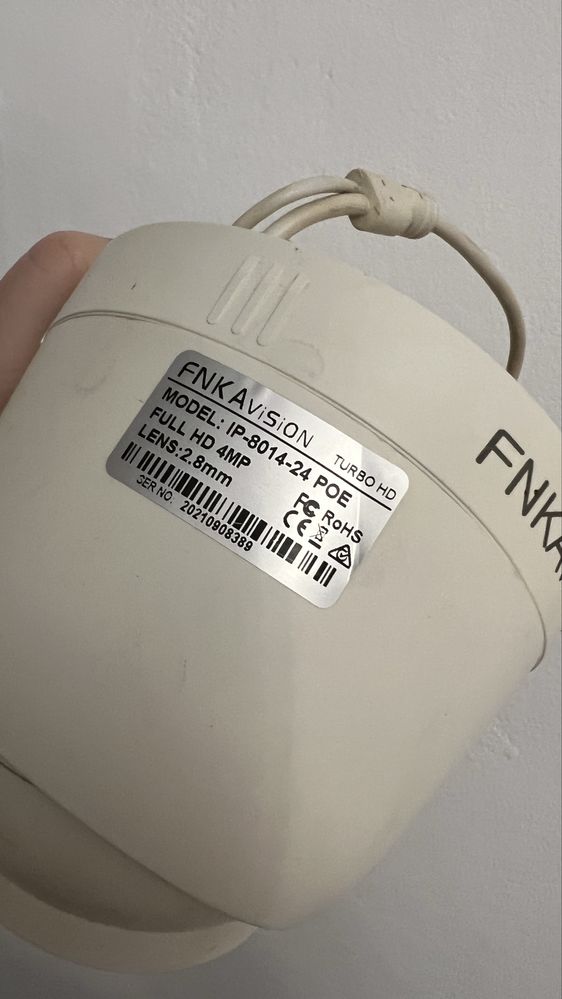 FNKAViSiON TURBO HD
MODEL: IP-8014-24 POE
FULL HD 4MP
LENS:2.8mm
FC RoHS
CE
SER NO. 20210908389
FNKA